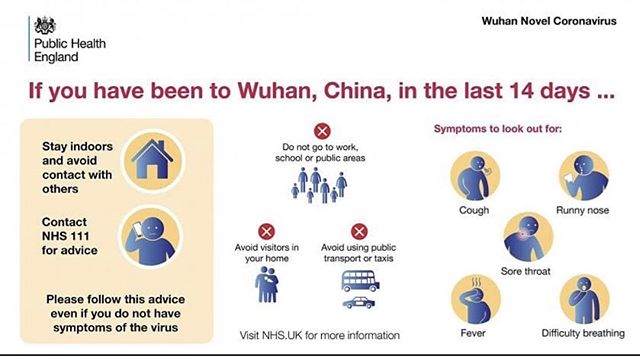 Public Health
England
Wuhan Novel Coronavirus
If you have been to Wuhan, China, in the last 14 days ...
Stay indoors
and avoid
contact with
others
Contact
NHS 111
for advice
Please follow this advice
even if you do not have
symptoms of the virus
Do not go to work,
school or public areas
Avoid visitors in
your home
Avoid using public
transport or taxis
Visit NHS.UK for more information
Symptoms to look out for:
Cough
Runny nose
Sore throat
Fever
Difficulty breathing